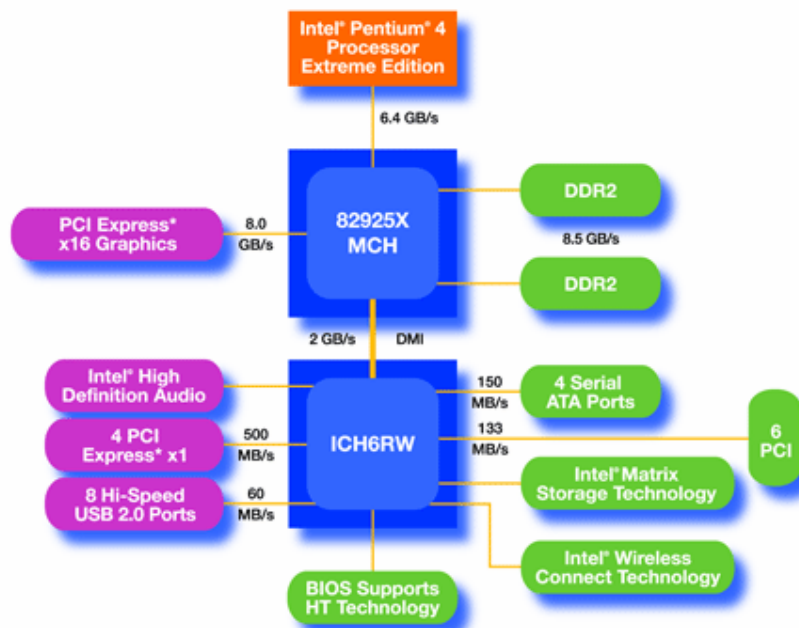 Intel® Pentium® 4
Processor
Extreme Edition
6.4 GB/s
PCI Express*
x16 Graphics
8.0
GB/s
82925X
MCH
DDR2
8.5 GB/s
DDR2
2 GB/s
DMI
Intel® High
Definition Audio
4 PCI
Express* x1
500
MB/s
8 Hi-Speed
USB 2.0 Ports
60
MB/s
ICH6RW
150
MB/s
4 Serial
ATA Ports
133
MB/s
6
PCI
Intel® Matrix
Storage Technology
Intel® Wireless
Connect Technology
BIOS Supports
HT Technology